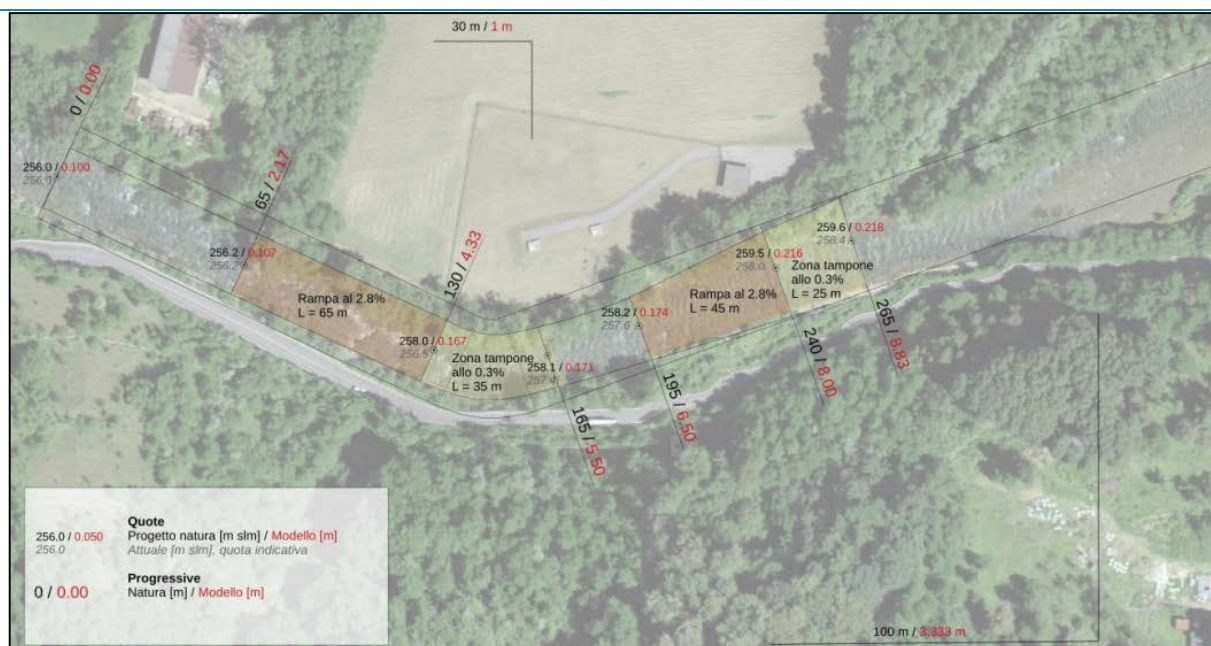 30 m / 1 m
0 / 0.00
256.0 / 0.100
256.0
65 / 2.17
256.2 / 0.107
256.2
Rampa al 2.8%
L = 65 m
130 / 4.33
258.0 / 0.167
256.5
Zona tampone
allo 0.3%
L = 35 m
258.1 / 0.171
257.4
165 / 5.50
258.2 / 0.174
257.6
195 / 6.50
Rampa al 2.8%
L = 45 m
259.5 / 0.216
258.0
240 / 8.00
259.6 / 0.218
258.4
Zona tampone
allo 0.3%
L = 25 m
265 / 8.83
Quote
256.0 / 0.050 Progetto natura [m slm] / Modello [m]
256.0 Attuale [m slm], quota indicativa
Progressive
0 / 0.00 Natura [m] / Modello [m]
100 m / 3.333 m